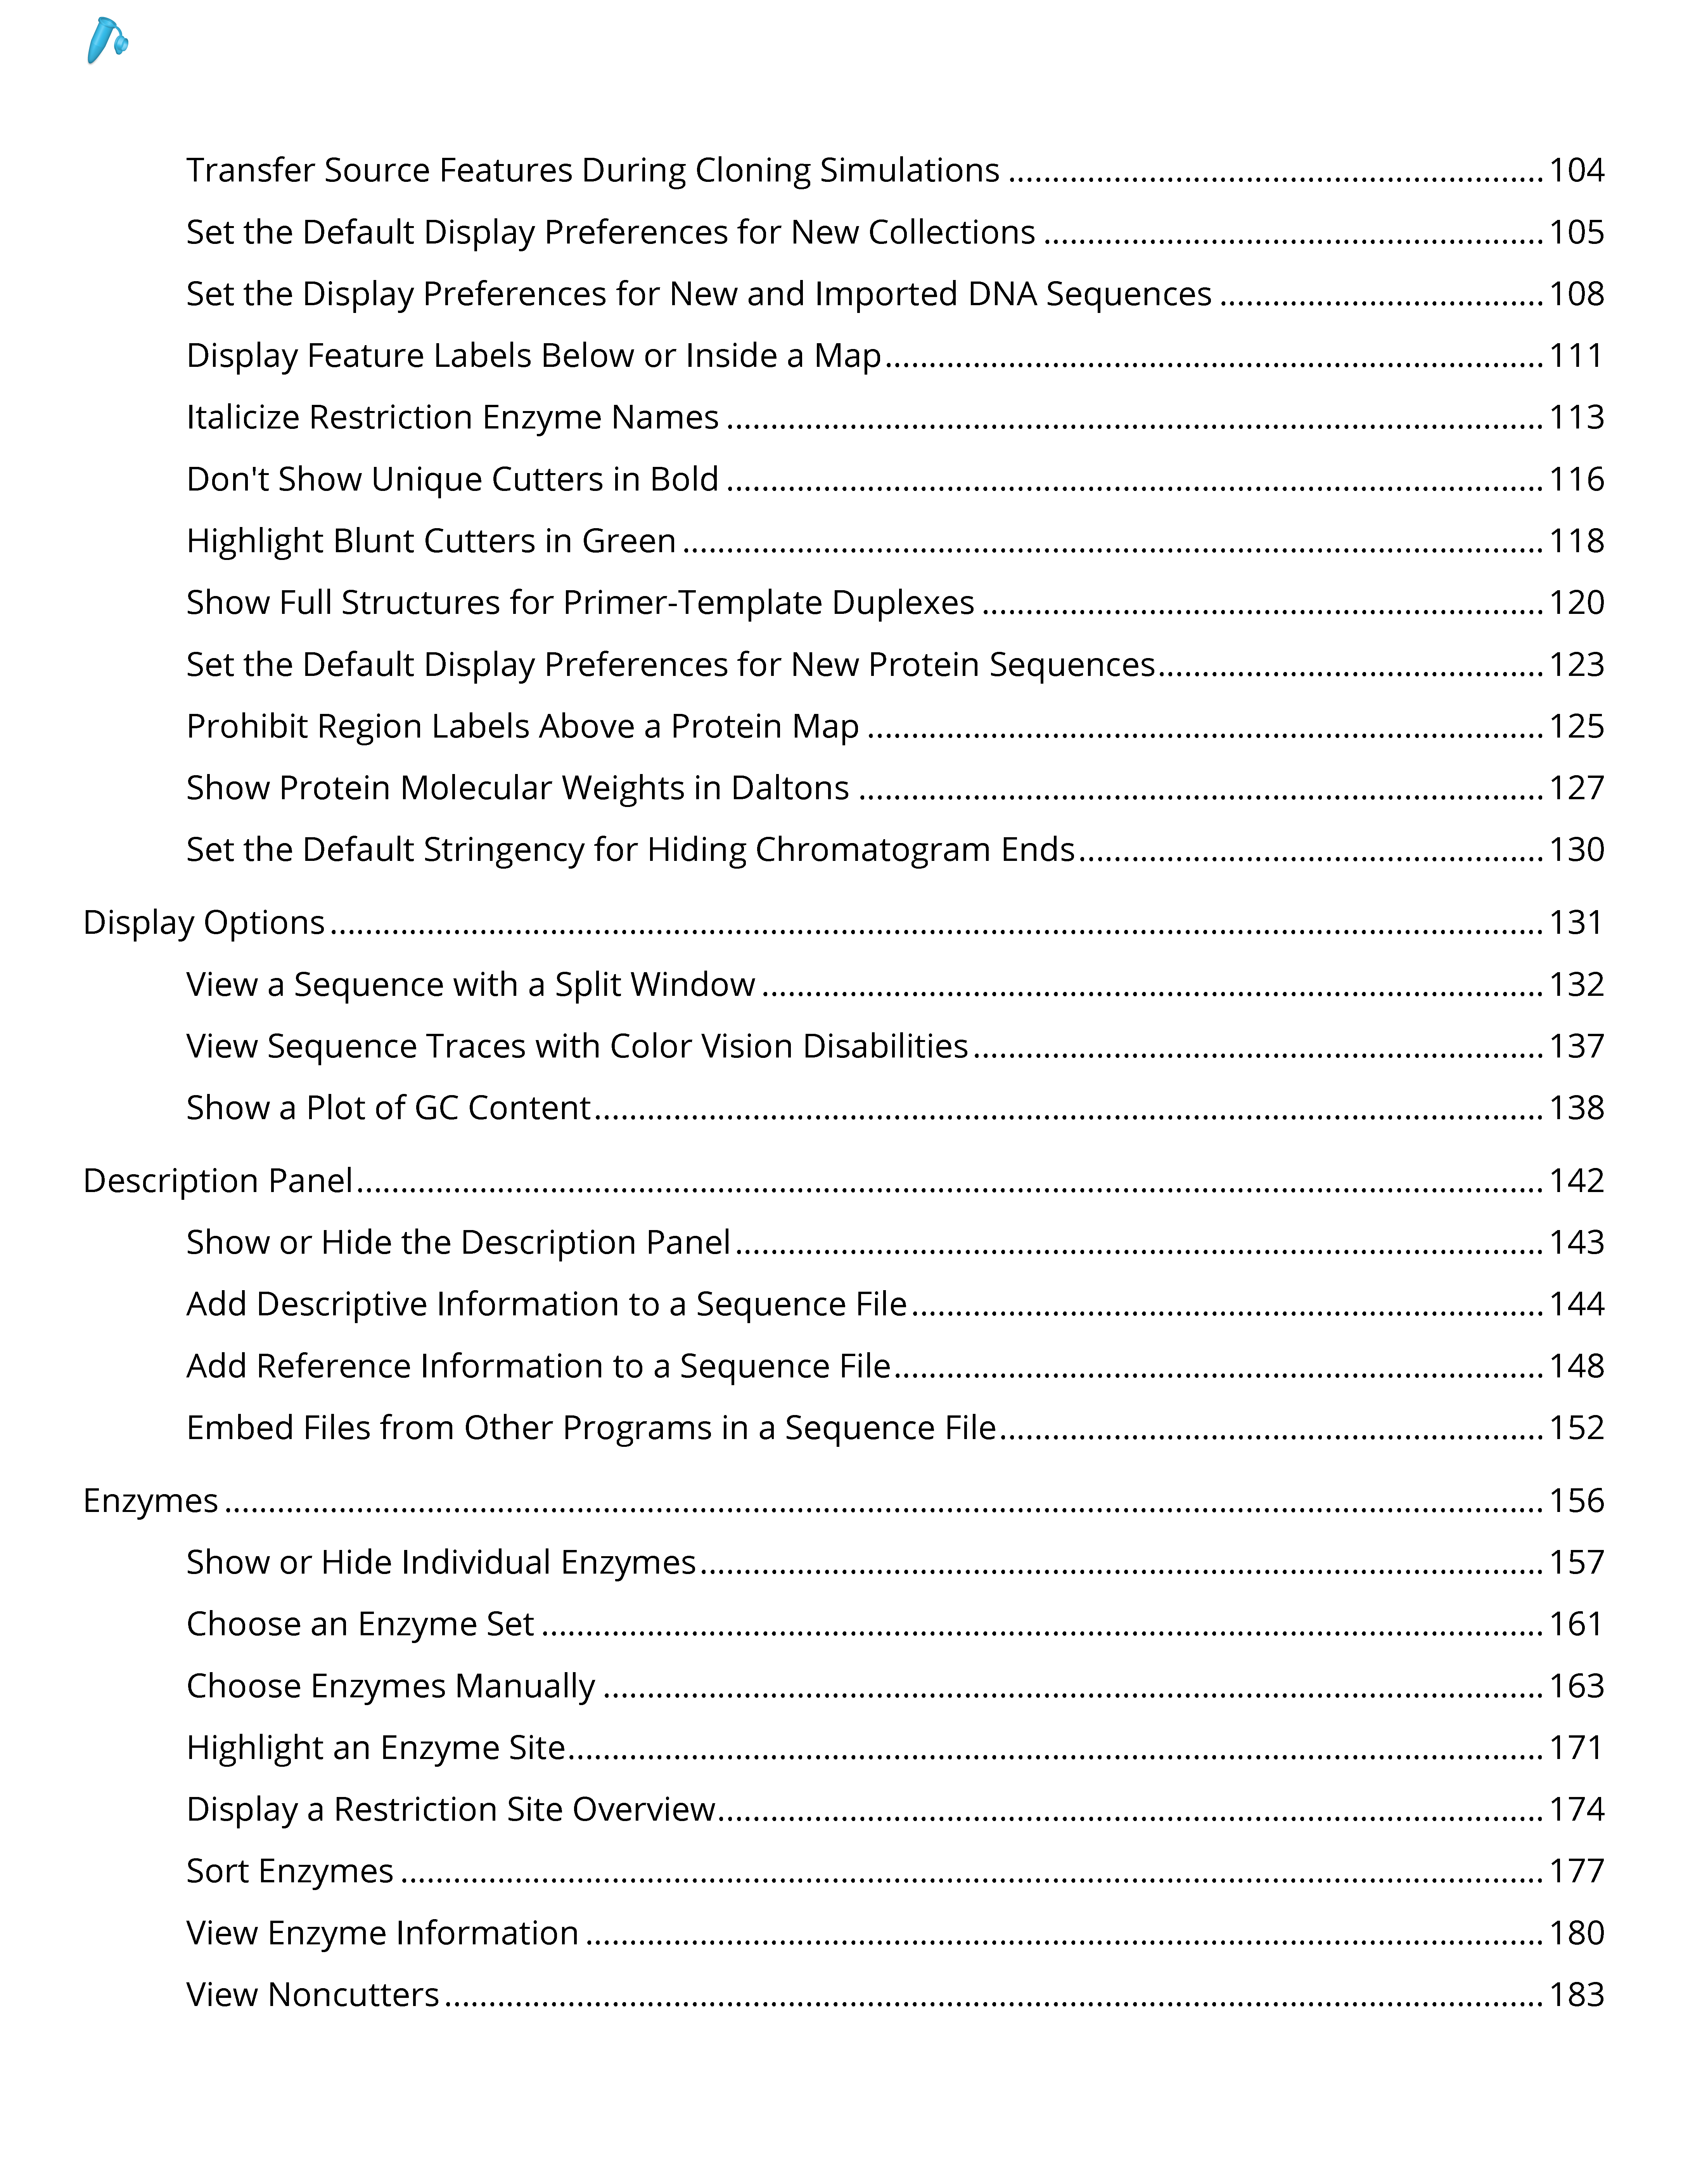 Transfer Source Features During Cloning Simulations ........ 104
Set the Default Display Preferences for New Collections ........ 105
Set the Display Preferences for New and Imported DNA Sequences ........ 108
Display Feature Labels Below or Inside a Map ........ 111
Italicize Restriction Enzyme Names ........ 113
Don't Show Unique Cutters in Bold ........ 116
Highlight Blunt Cutters in Green ........ 118
Show Full Structures for Primer-Template Duplexes ........ 120
Set the Default Display Preferences for New Protein Sequences ........ 123
Prohibit Region Labels Above a Protein Map ........ 125
Show Protein Molecular Weights in Daltons ........ 127
Set the Default Stringency for Hiding Chromatogram Ends ........ 130
Display Options ........ 131
View a Sequence with a Split Window ........ 132
View Sequence Traces with Color Vision Disabilities ........ 137
Show a Plot of GC Content ........ 138
Description Panel ........ 142
Show or Hide the Description Panel ........ 143
Add Descriptive Information to a Sequence File ........ 144
Add Reference Information to a Sequence File ........ 148
Embed Files from Other Programs in a Sequence File ........ 152
Enzymes ........ 156
Show or Hide Individual Enzymes ........ 157
Choose an Enzyme Set ........ 161
Choose Enzymes Manually ........ 163
Highlight an Enzyme Site ........ 171
Display a Restriction Site Overview ........ 174
Sort Enzymes ........ 177
View Enzyme Information ........ 180
View Noncutters ........ 183